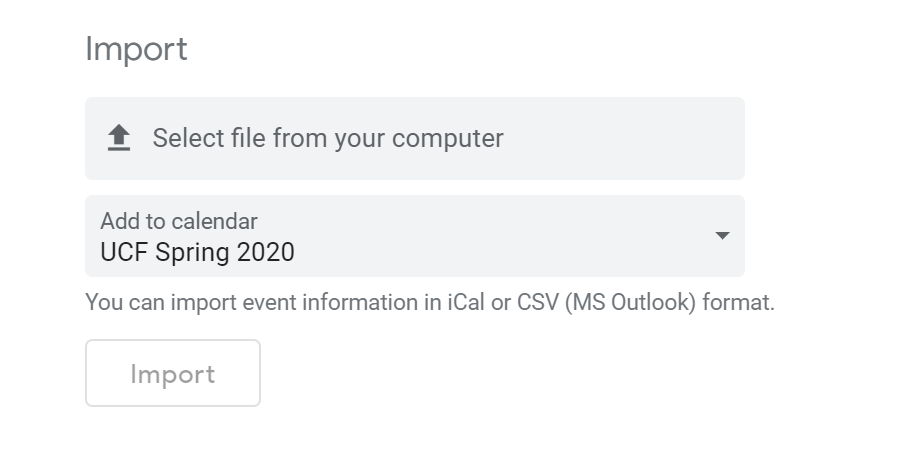 Import
Select file from your computer
Add to calendar
UCF Spring 2020
You can import event information in iCal or CSV (MS Outlook) format.
Import